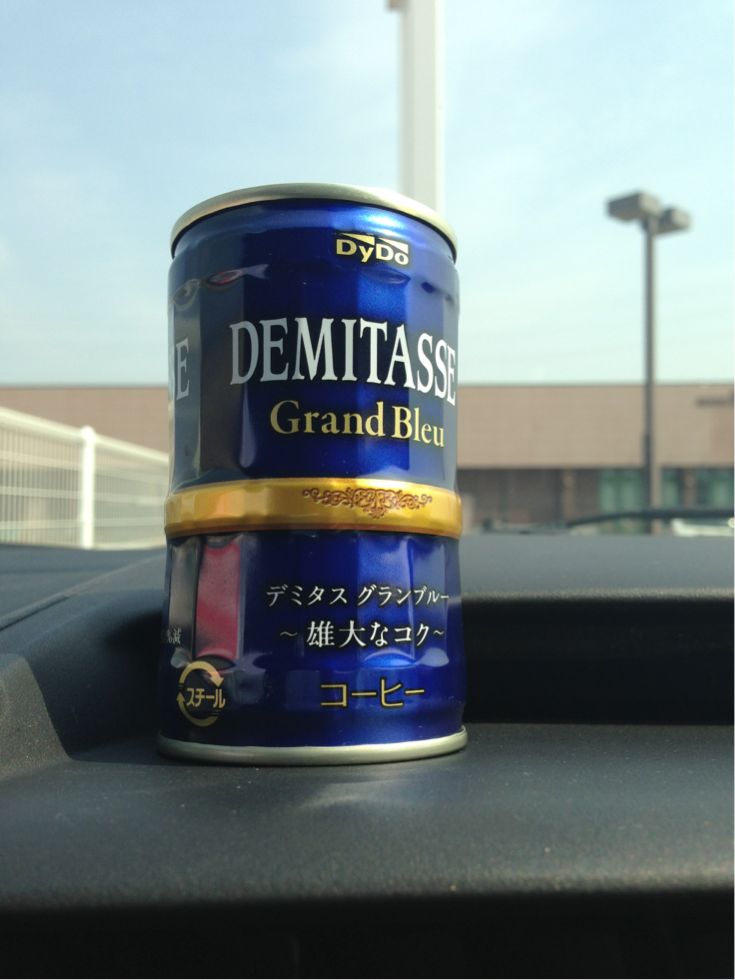 DyDo
DEMITASSE
Grand Bleu
デミタス グランブルー
～雄大なコク～
コーヒー
スチール